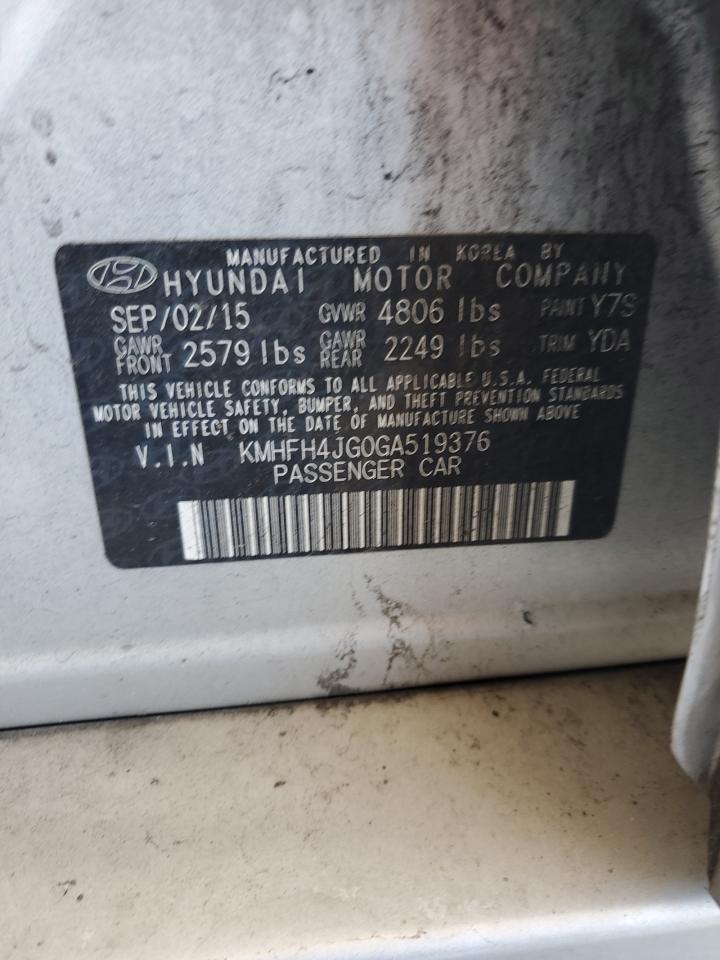 MANUFACTURED IN KOREA BY
HYUNDAI MOTOR COMPANY
SEP/02/15 GVWR 4806 lbs PAINT Y7S
GAWR FRONT 2579 lbs GAWR REAR 2249 lbs TRIM YDA
THIS VEHICLE CONFORMS TO ALL APPLICABLE U.S.A. FEDERAL
MOTOR VEHICLE SAFETY, BUMPER, AND THEFT PREVENTION STANDARDS
IN EFFECT ON THE DATE OF MANUFACTURE SHOWN ABOVE
V.I.N KMHFH4JG0GA519376
PASSENGER CAR